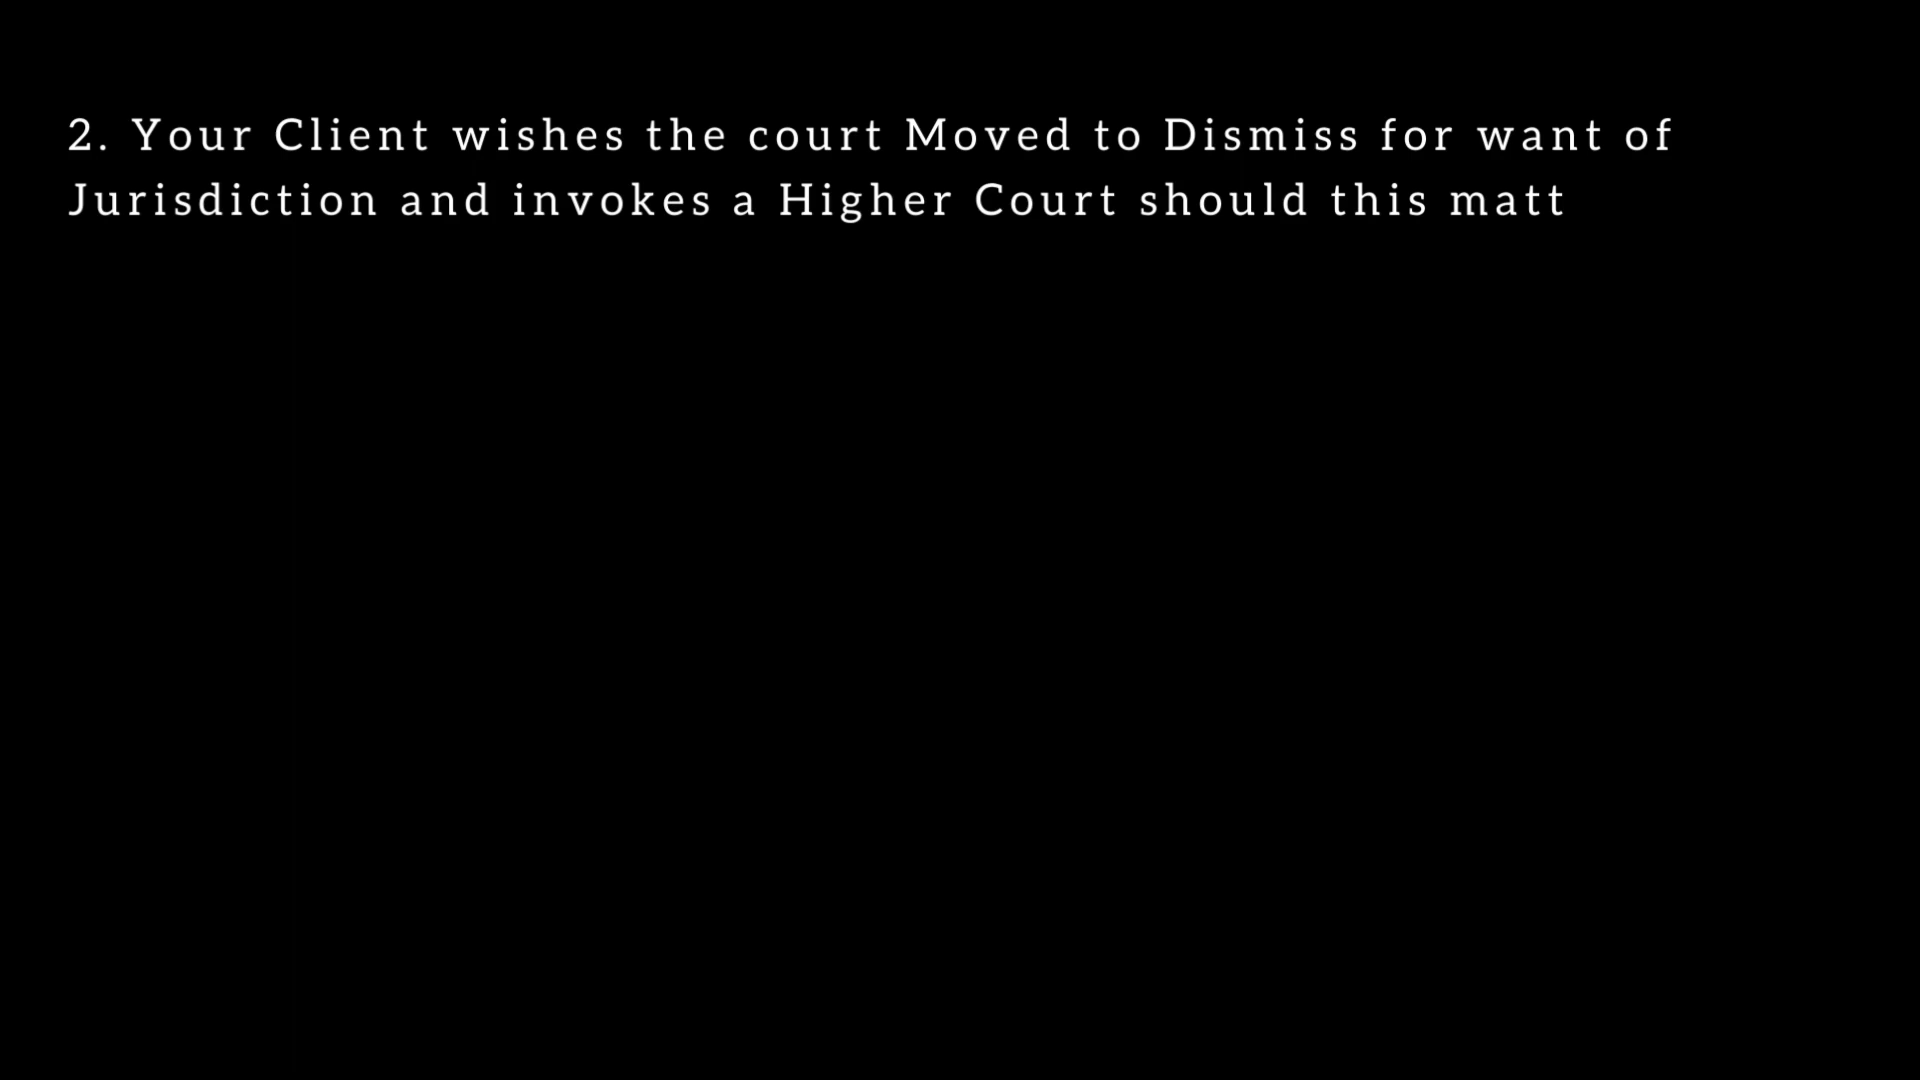 2. Your Client wishes the court Moved to Dismiss for want of
Jurisdiction and invokes a Higher Court should this matt